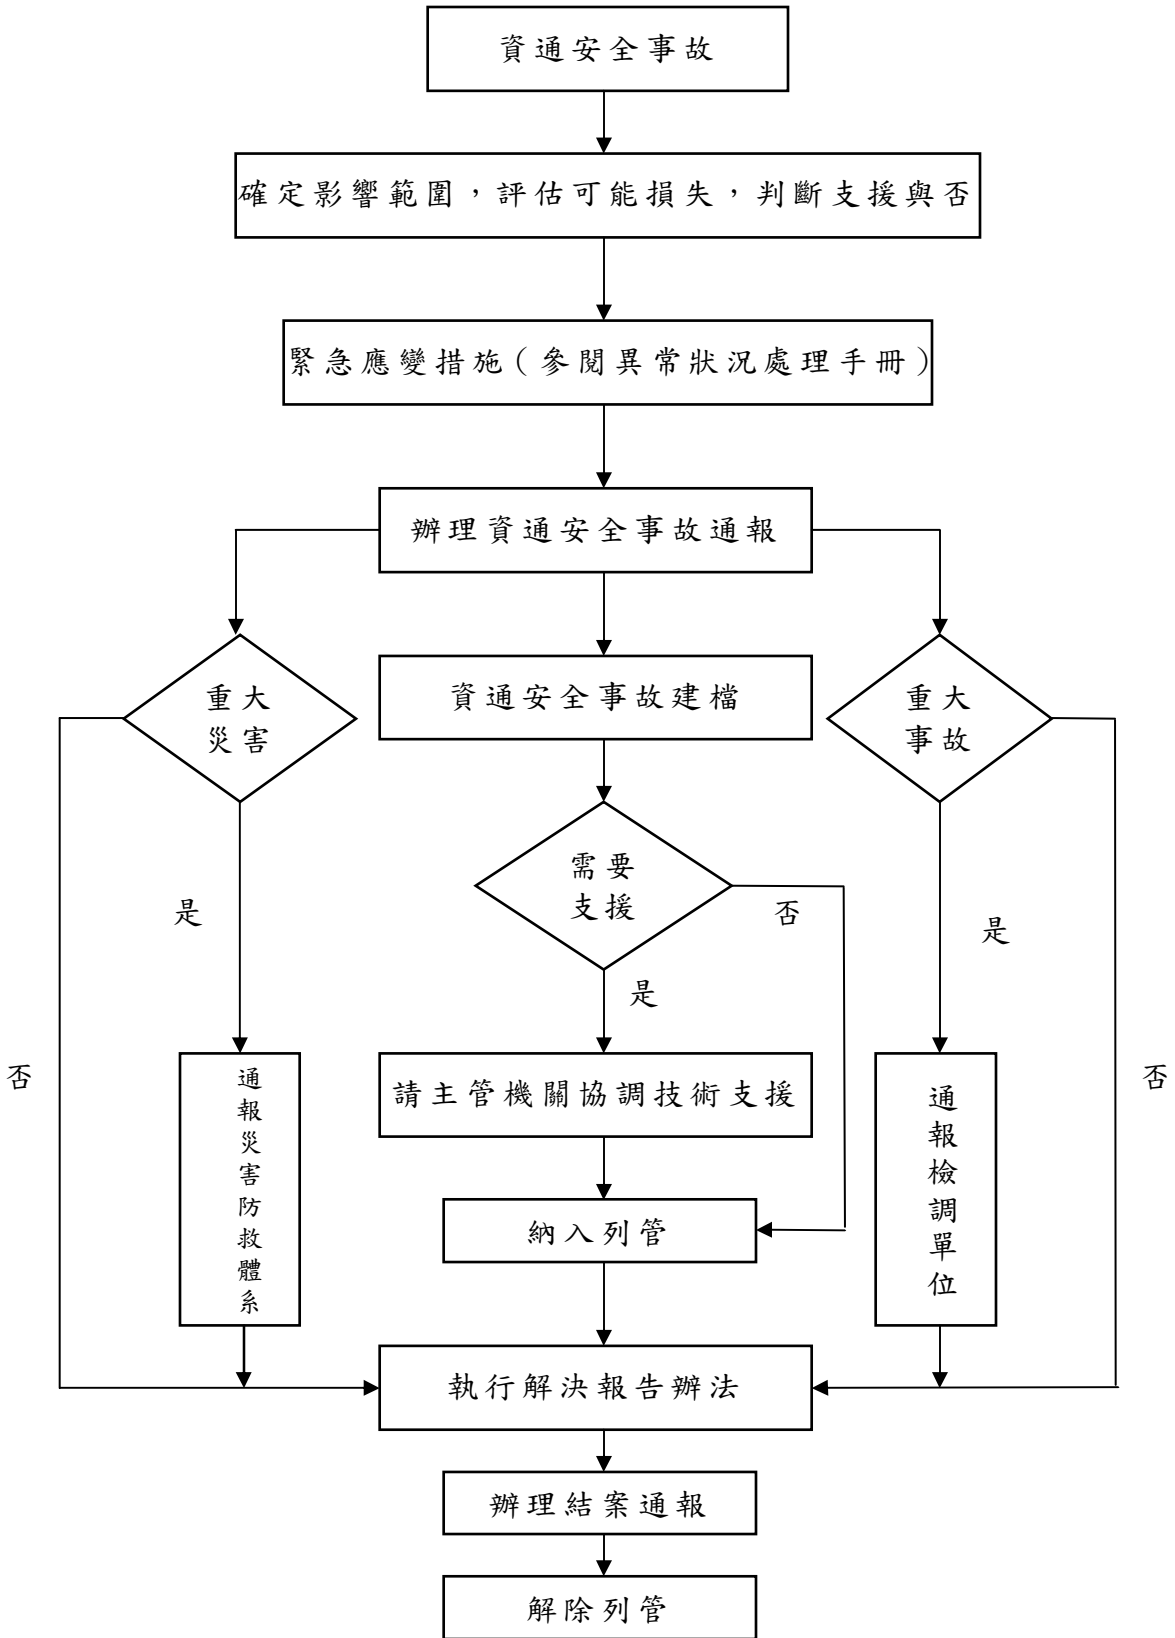 資通安全事故
確定影響範圍，評估可能損失，判斷支援與否
緊急應變措施（參閱異常狀況處理手冊）
辦理資通安全事故通報
重大
災害
資通安全事故建檔
重大
事故
需要
支援
是
否
是
是
否
通報災害防救體系
請主管機關協調技術支援
通報檢調單位
否
納入列管
執行解決報告辦法
辦理結案通報
解除列管